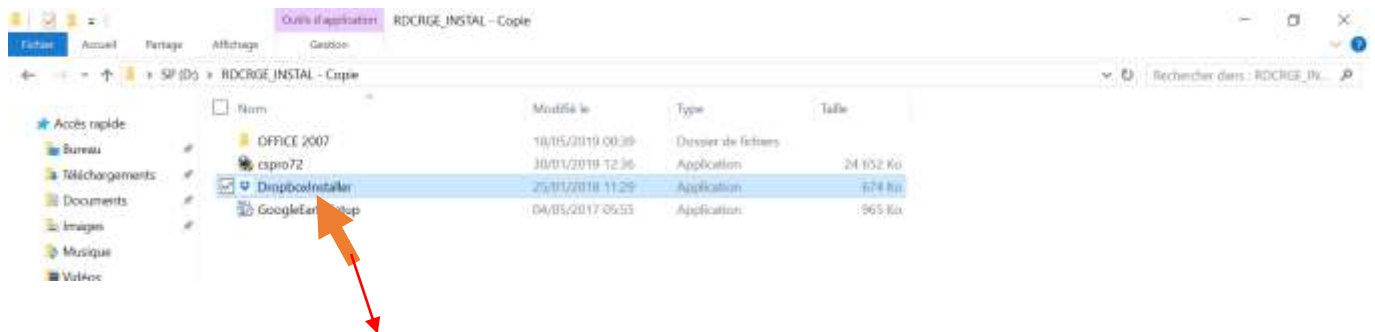 Outils d'application RDCRGE_INSTAL - Copie
Fichier Accueil Partage Affichage Gestion
SP (D:) RDCRGE_INSTAL - Copie Rechercher dans : RDCRGE_IN...
Nom Modifié le Type Taille
Accès rapide
OFFICE 2007 18/05/2019 00:39 Dossier de fichiers
Bureau
cspro72 30/01/2019 12:36 Application 24 652 Ko
Téléchargements
DropboxInstaller 25/01/2018 11:29 Application 674 Ko
Documents
04/05/2017 05:55 Application 965 Ko
Images
Musique
Vidéos